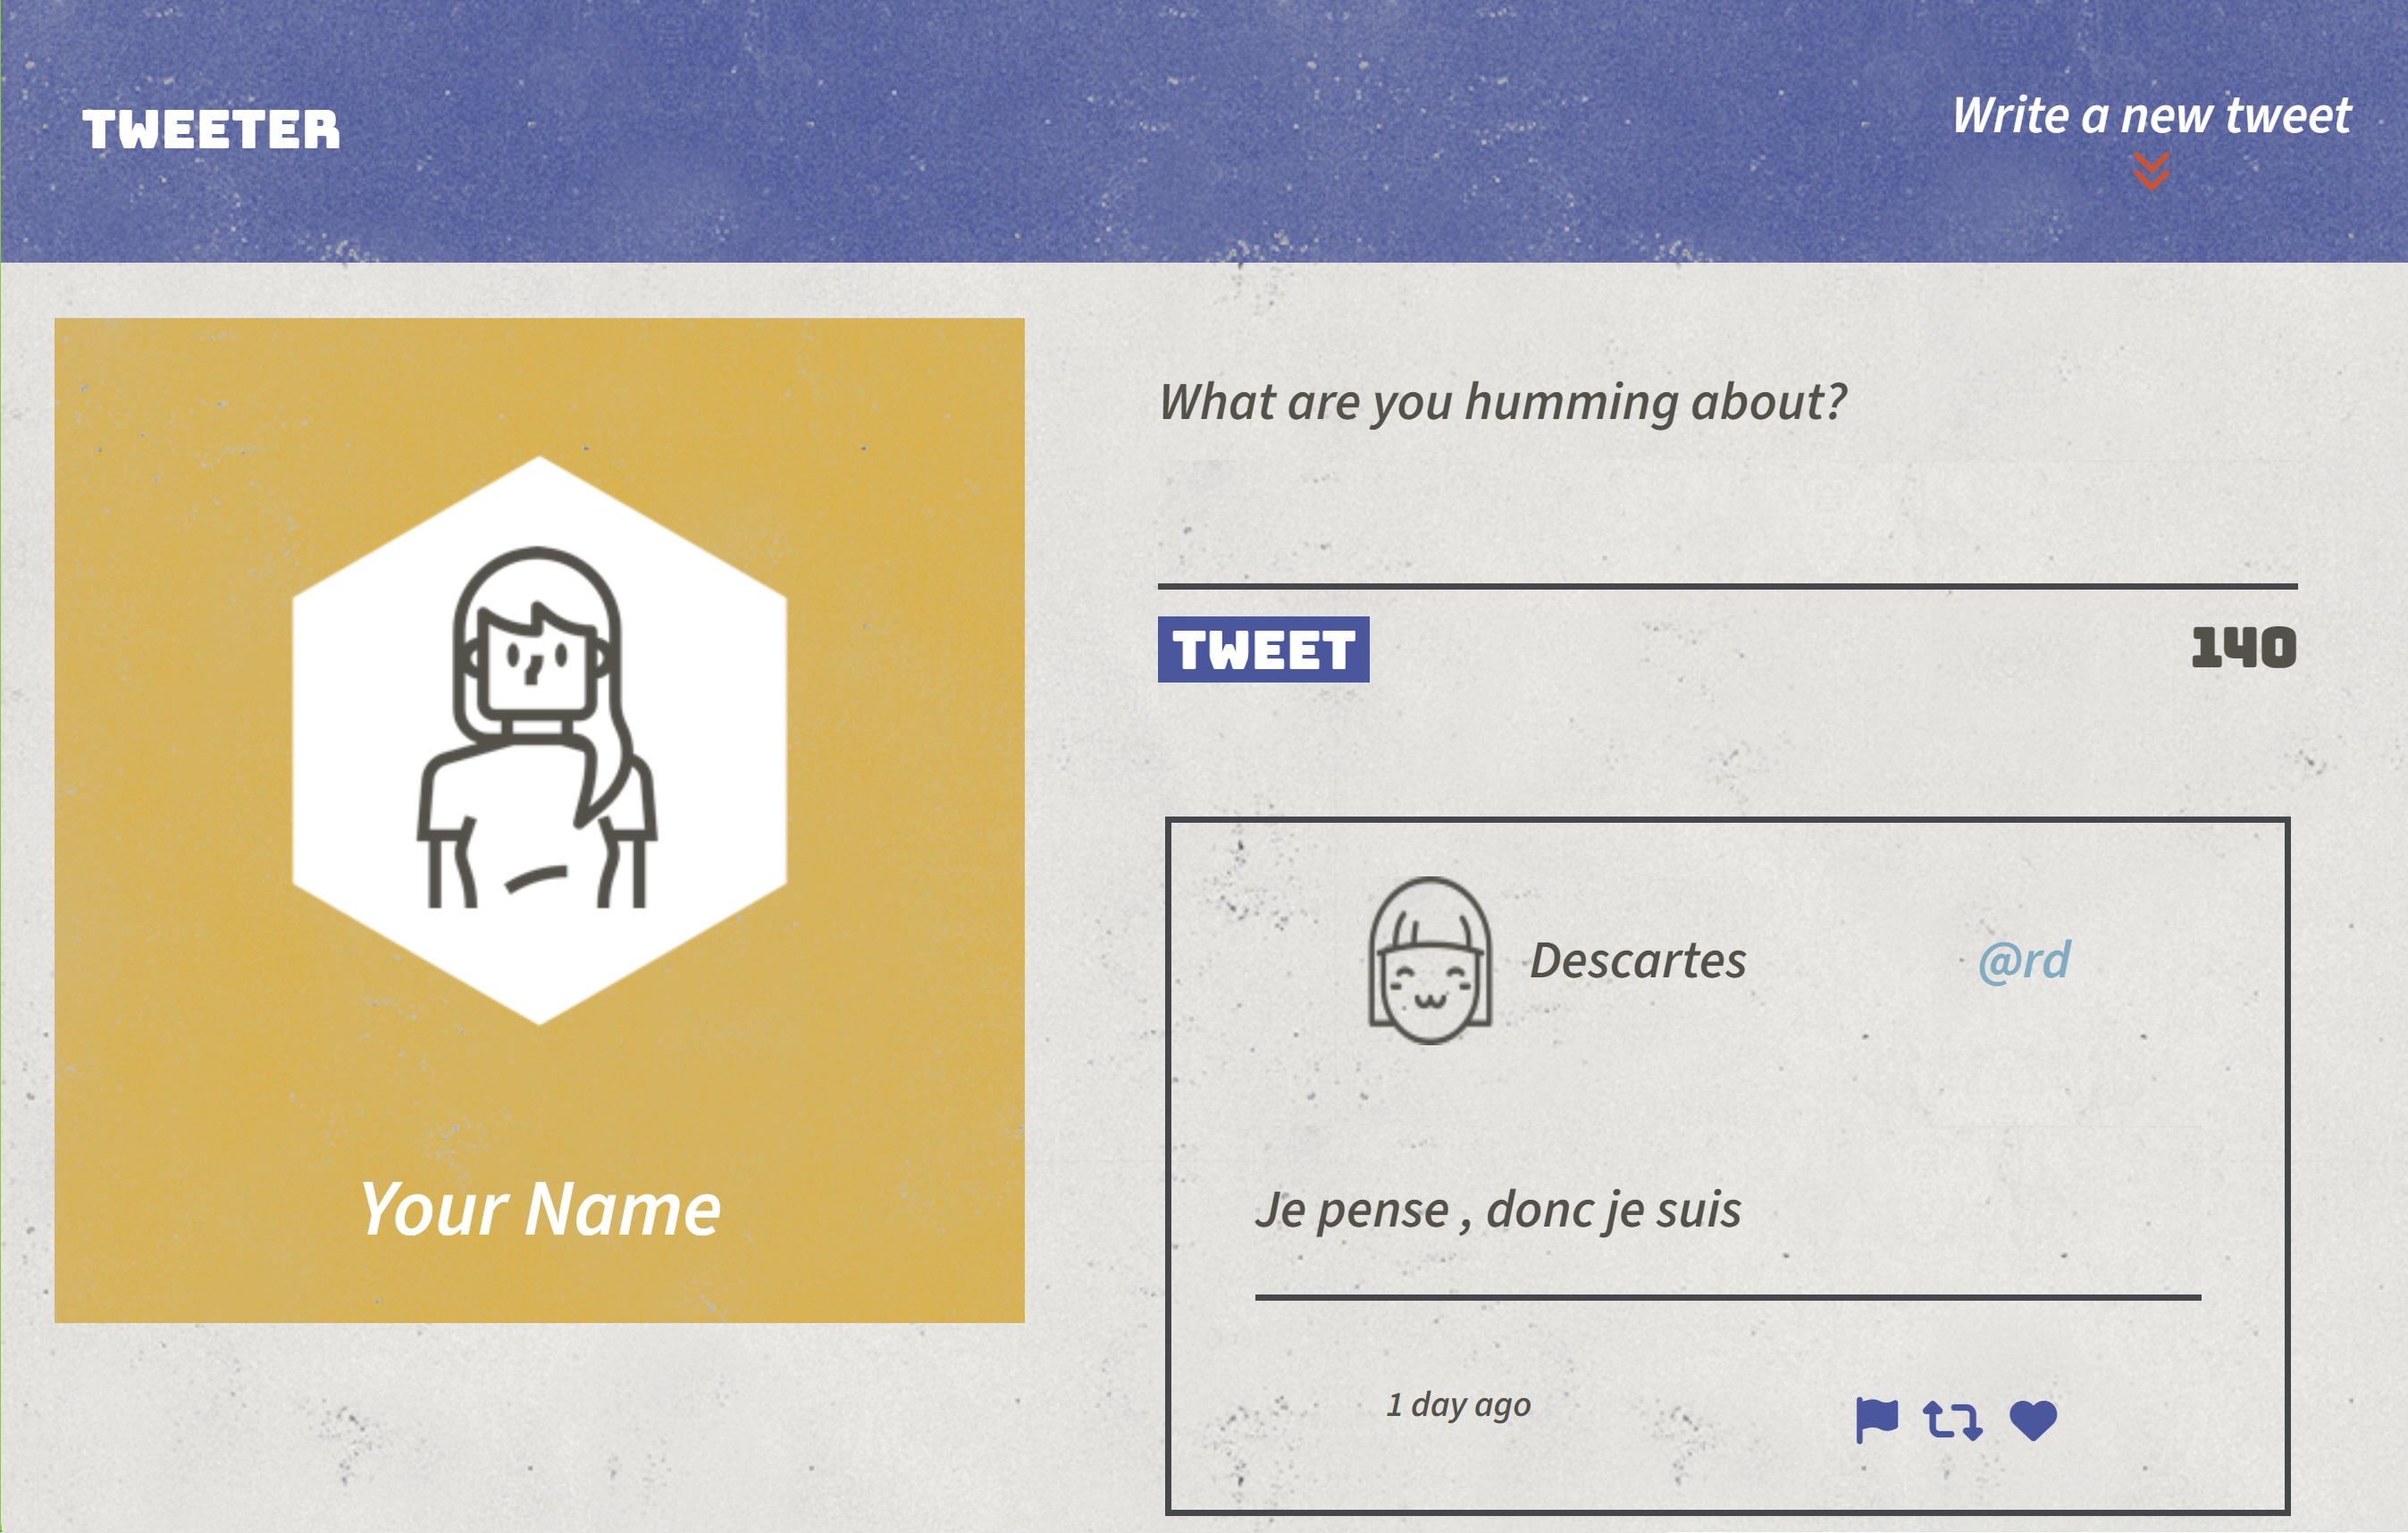 TWEETER
Write a new tweet
Your Name
What are you humming about?
TWEET
140
Descartes @rd
Je pense , donc je suis
1 day ago